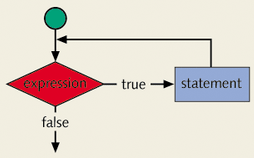 expression
true
statement
false